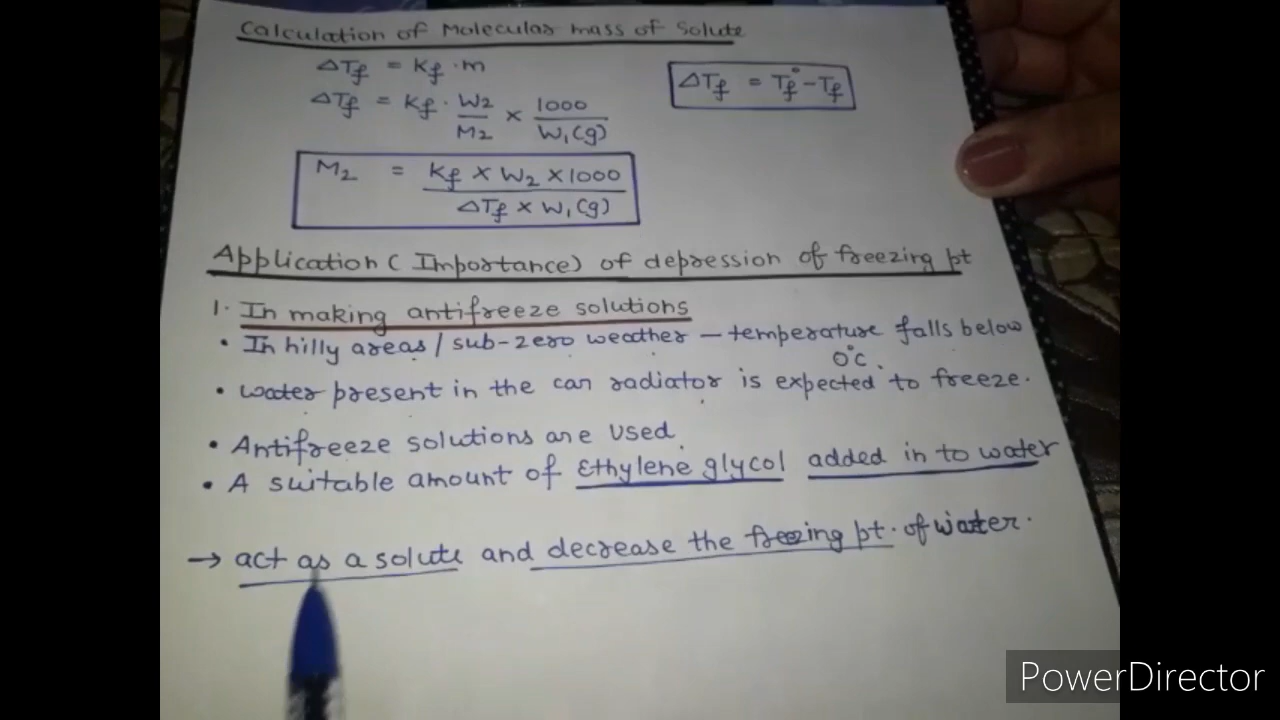 Calculation of Molecular mass of Solute
ΔTf = Kf . m
ΔTf = Kf . W2/M2 × 1000/W1(g)
ΔTf = Tf° - Tf
M2 = Kf × W2 × 1000 / ΔTf × W1(g)
Application (Importance) of depression of freezing pt
1. In making antifreeze solutions
• In hilly areas / sub-zero weather — temperature falls below
0°C.
• water present in the car radiator is expected to freeze.
• Antifreeze solutions are used.
• A suitable amount of Ethylene glycol added in to water
→ act as a solute and decrease the freezing pt. of water.
PowerDirector